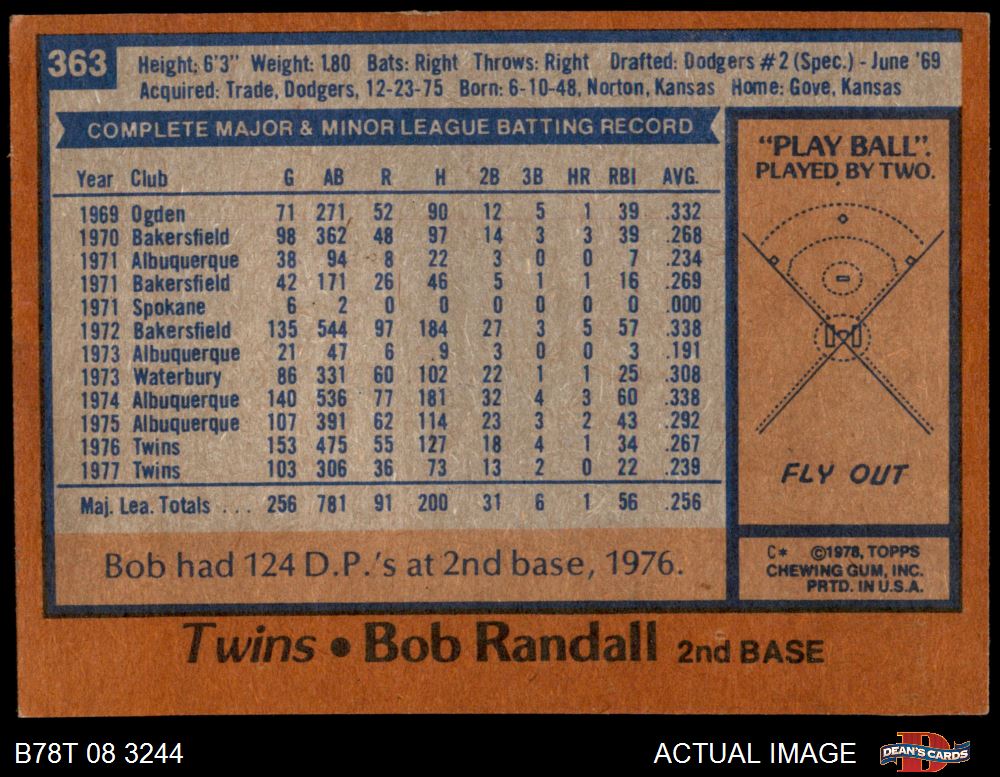 363
Height: 6'3" Weight: 180 Bats: Right Throws: Right Drafted: Dodgers #2 (Spec.) - June '69
Acquired: Trade, Dodgers, 12-23-75 Born: 6-10-48, Norton, Kansas Home: Gove, Kansas
COMPLETE MAJOR & MINOR LEAGUE BATTING RECORD
Year Club G AB R H 2B 3B HR RBI AVG.
1969 Ogden 71 271 52 90 12 5 1 39 .332
1970 Bakersfield 98 362 48 97 14 3 3 39 .268
1971 Albuquerque 38 94 8 22 3 0 0 7 .234
1971 Bakersfield 42 171 26 46 5 1 1 16 .269
1971 Spokane 6 2 0 0 0 0 0 0 .000
1972 Bakersfield 135 544 97 184 27 3 5 57 .338
1973 Albuquerque 21 47 6 9 3 0 0 3 .191
1973 Waterbury 86 331 60 102 22 1 1 25 .308
1974 Albuquerque 140 536 77 181 32 4 3 60 .338
1975 Albuquerque 107 391 62 114 23 3 2 43 .292
1976 Twins 153 475 55 127 18 4 1 34 .267
1977 Twins 103 306 36 73 13 2 0 22 .239
Maj. Lea. Totals . . . 256 781 91 200 31 6 1 56 .256
Bob had 124 D.P.'s at 2nd base, 1976.
"PLAY BALL".
PLAYED BY TWO.
FLY OUT
C* ©1978, TOPPS
CHEWING GUM, INC.
PRTD. IN U.S.A.
Twins • Bob Randall 2nd BASE
B78T 08 3244 ACTUAL IMAGE
DEAN'S CARDS